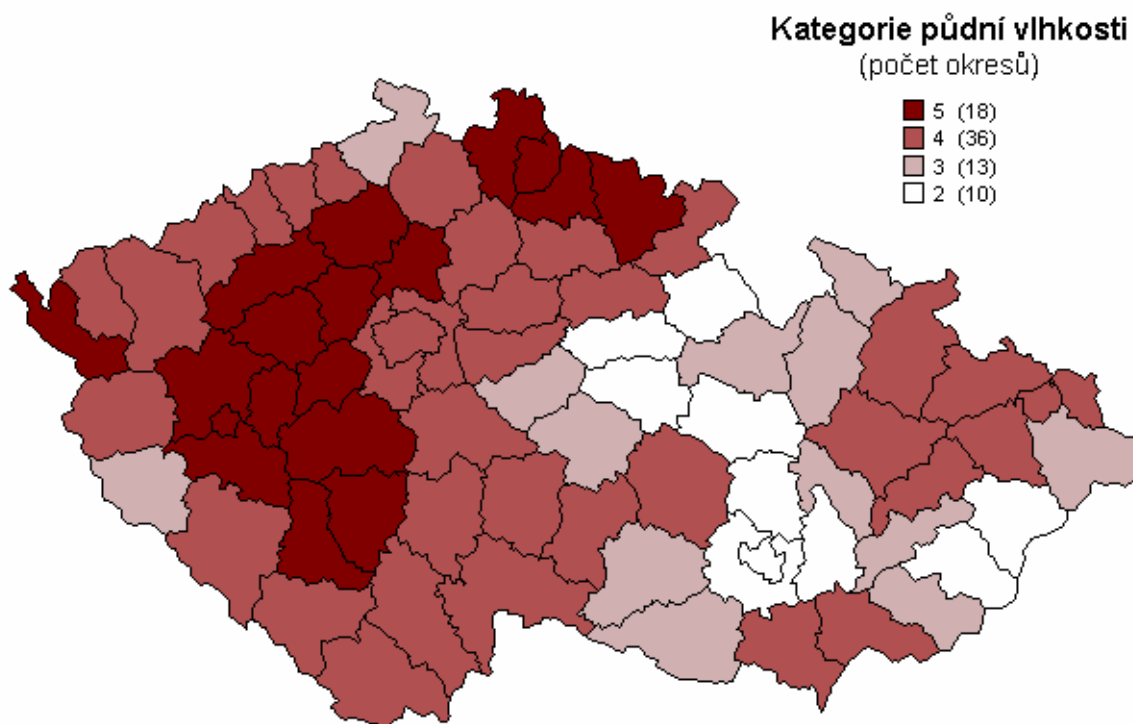 Kategorie půdní vlhkosti
(počet okresů)
5 (18)
4 (36)
3 (13)
2 (10)